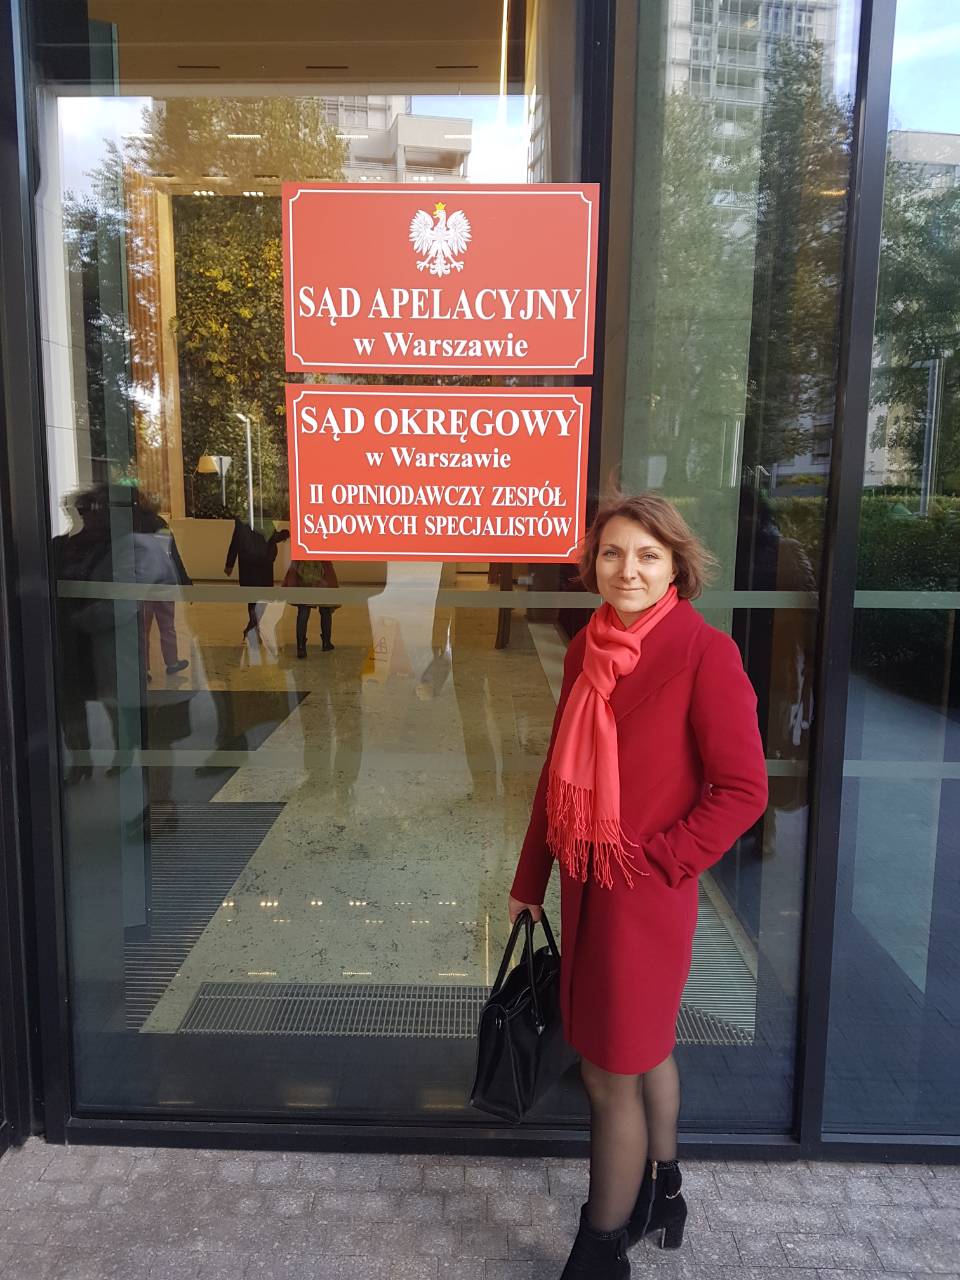 SĄD APELACYJNY
w Warszawie
SĄD OKRĘGOWY
w Warszawie
II OPINIODAWCZY ZESPÓŁ
SĄDOWYCH SPECJALISTÓW